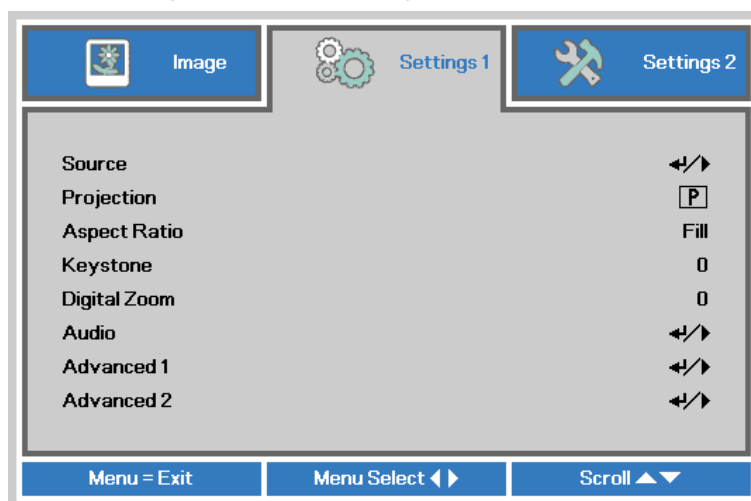 Image
Settings 1
Settings 2
Source ↵/▶
Projection P
Aspect Ratio Fill
Keystone 0
Digital Zoom 0
Audio ↵/▶
Advanced 1 ↵/▶
Advanced 2 ↵/▶
Menu = Exit
Menu Select ◀▶
Scroll ▲▼